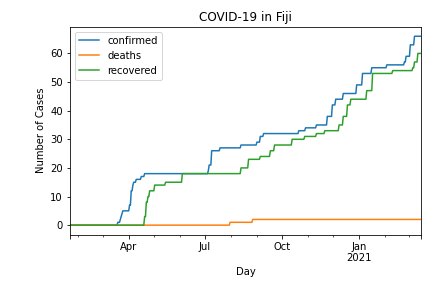 COVID-19 in Fiji
confirmed
deaths
recovered
Number of Cases
60
50
40
30
20
10
0
Apr
Jul
Oct
Jan
2021
Day